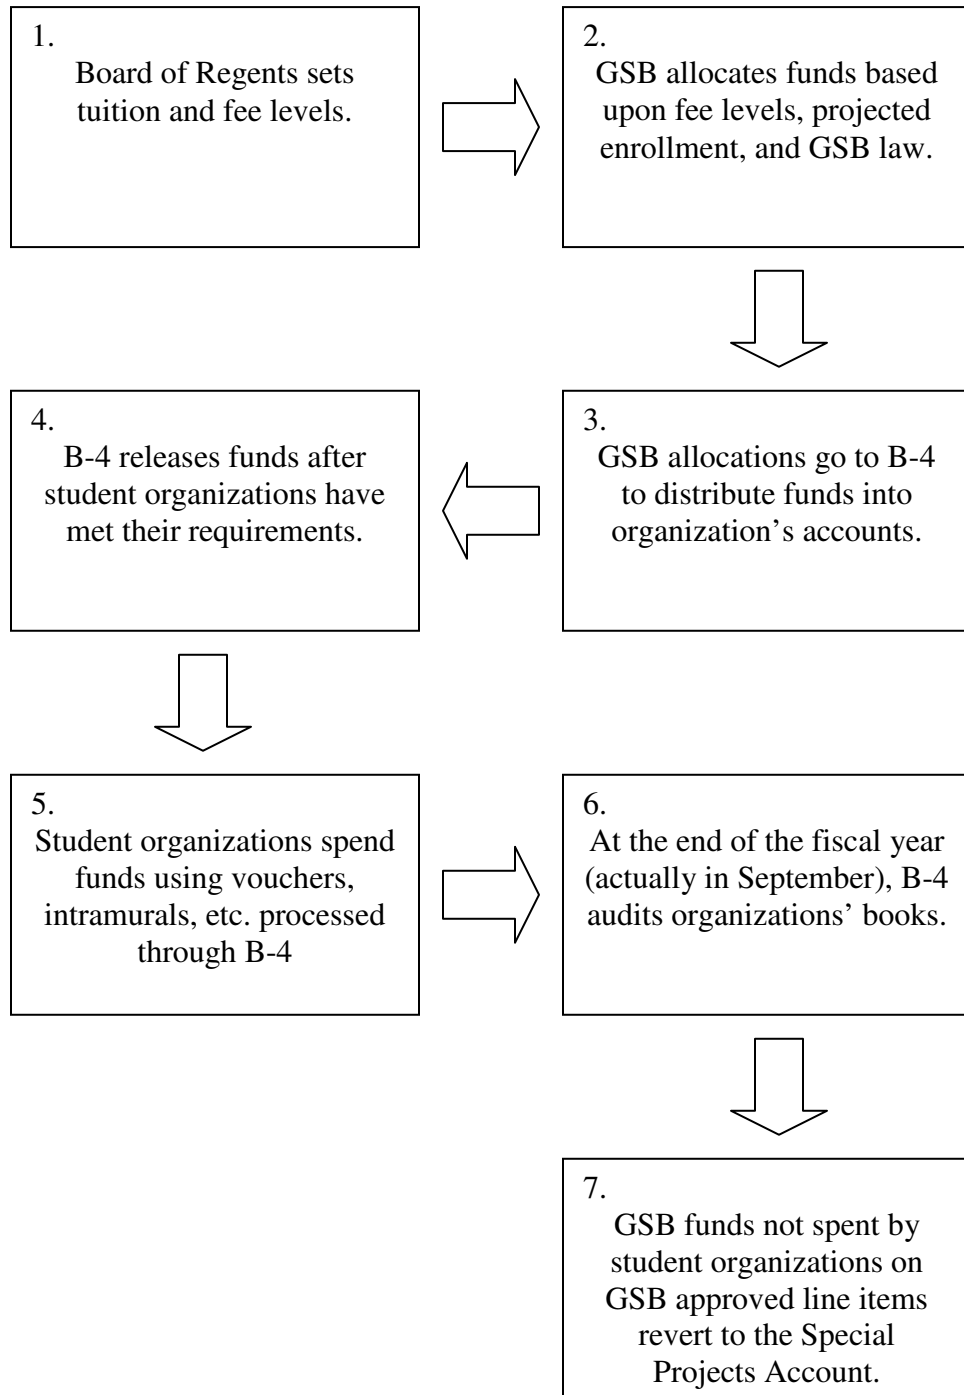 1.
Board of Regents sets
tuition and fee levels.
2.
GSB allocates funds based
upon fee levels, projected
enrollment, and GSB law.
3.
GSB allocations go to B-4
to distribute funds into
organization’s accounts.
4.
B-4 releases funds after
student organizations have
met their requirements.
5.
Student organizations spend
funds using vouchers,
intramurals, etc. processed
through B-4
6.
At the end of the fiscal year
(actually in September), B-4
audits organizations’ books.
7.
GSB funds not spent by
student organizations on
GSB approved line items
revert to the Special
Projects Account.